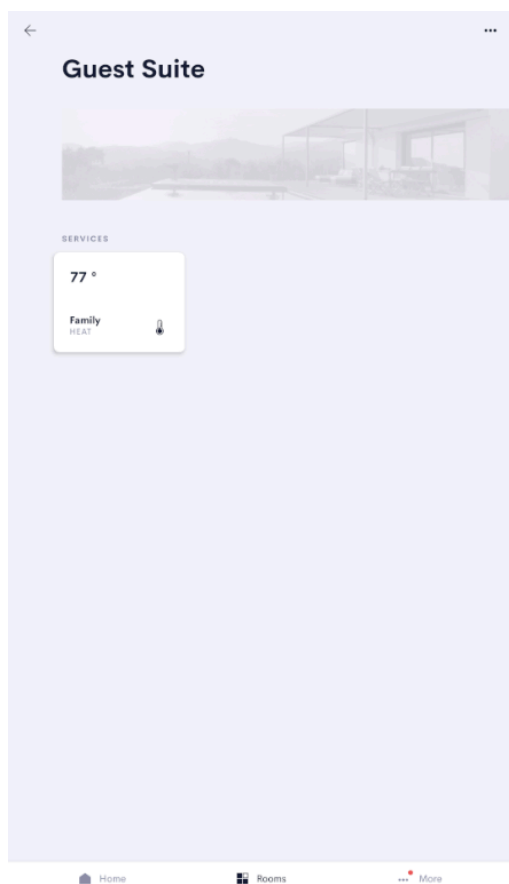 Guest Suite
SERVICES
77 °
Family
HEAT
Home
Rooms
More